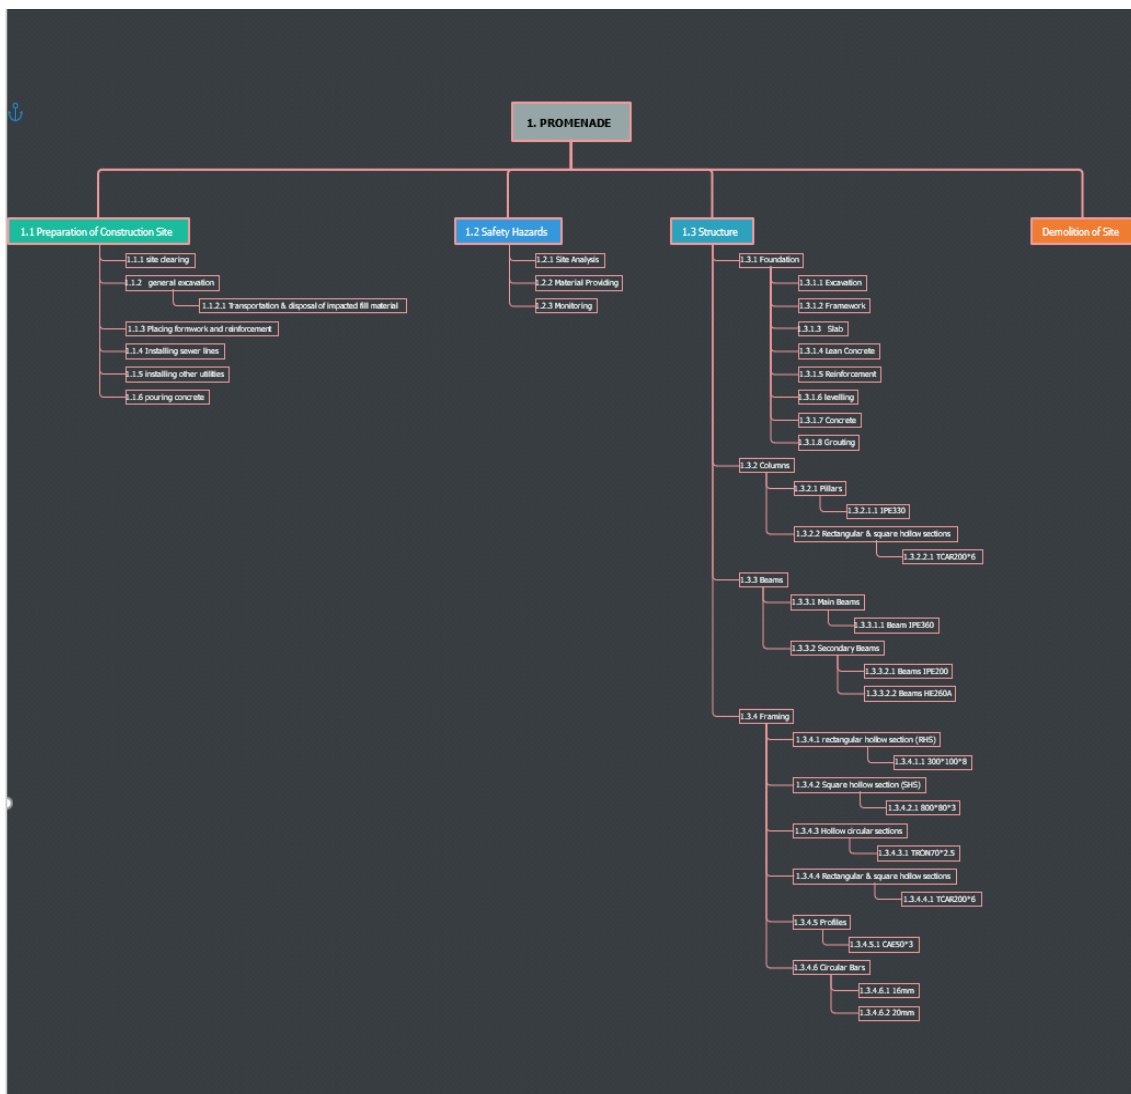 1. PROMENADE
1.1 Preparation of Construction Site
1.1.1 site clearing
1.1.2 general excavation
1.1.2.1 Transportation & disposal of impacted fill material
1.1.3 Placing formwork and reinforcement
1.1.4 Installing sewer lines
1.1.5 installing other utilities
1.1.6 pouring concrete
1.2 Safety Hazards
1.2.1 Site Analysis
1.2.2 Material Providing
1.2.3 Monitoring
1.3 Structure
1.3.1 Foundation
1.3.1.1 Excavation
1.3.1.2 Framework
1.3.1.3 Slab
1.3.1.4 Lean Concrete
1.3.1.5 Reinforcement
1.3.1.6 levelling
1.3.1.7 Concrete
1.3.1.8 Grouting
1.3.2 Columns
1.3.2.1 Pillars
1.3.2.1.1 IPE330
1.3.2.2 Rectangular & square hollow sections
1.3.2.2.1 TCAR200*6
1.3.3 Beams
1.3.3.1 Main Beams
1.3.3.1.1 Beam IPE360
1.3.3.2 Secondary Beams
1.3.3.2.1 Beams IPE200
1.3.3.2.2 Beams HE260A
1.3.4 Framing
1.3.4.1 rectangular hollow section (RHS)
1.3.4.1.1 300*100*8
1.3.4.2 Square hollow section (SHS)
1.3.4.2.1 800*80*3
1.3.4.3 Hollow circular sections
1.3.4.3.1 TRON70*2.5
1.3.4.4 Rectangular & square hollow sections
1.3.4.4.1 TCAR200*6
1.3.4.5 Profiles
1.3.4.5.1 CAE50*3
1.3.4.6 Circular Bars
1.3.4.6.1 16mm
1.3.4.6.2 20mm
Demolition of Site